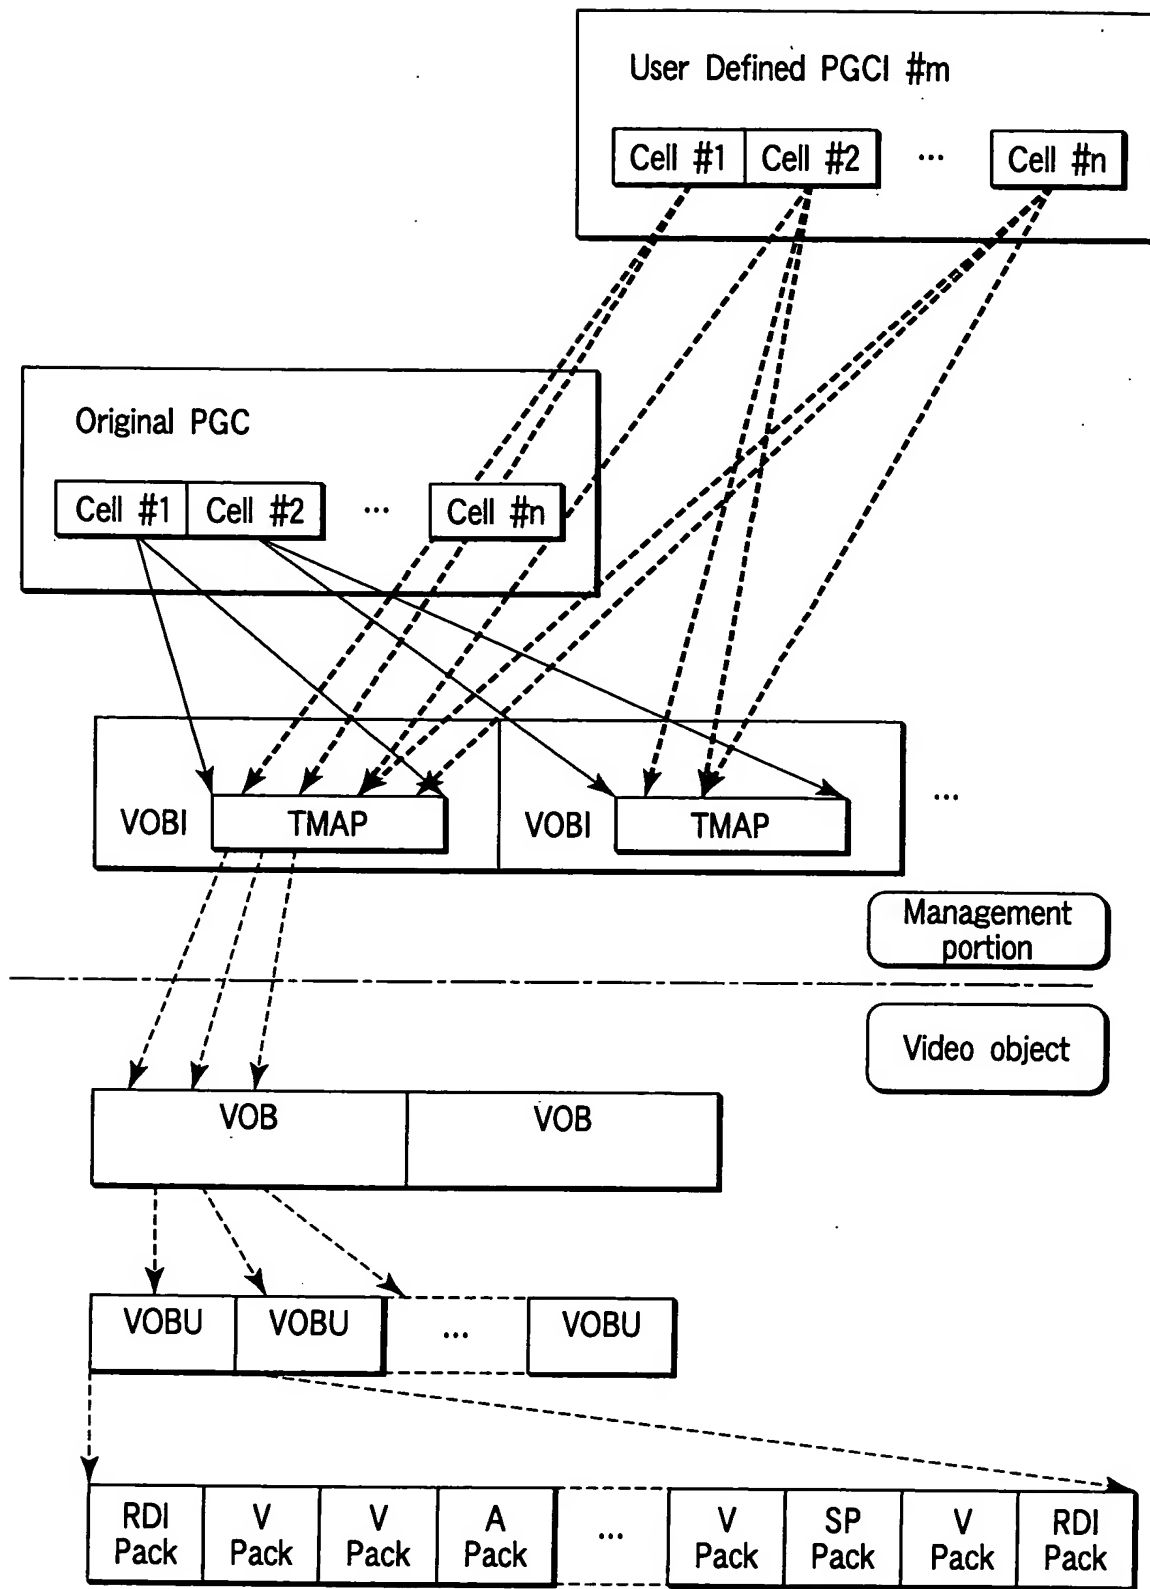 User Defined PGCI #m
Cell #1 Cell #2 ... Cell #n
Original PGC
Cell #1 Cell #2 ... Cell #n
VOBI TMAP VOBI TMAP ...
Management
portion
Video object
VOB VOB
VOBU VOBU ... VOBU
RDI
Pack
V
Pack
V
Pack
A
Pack
...
V
Pack
SP
Pack
V
Pack
RDI
Pack